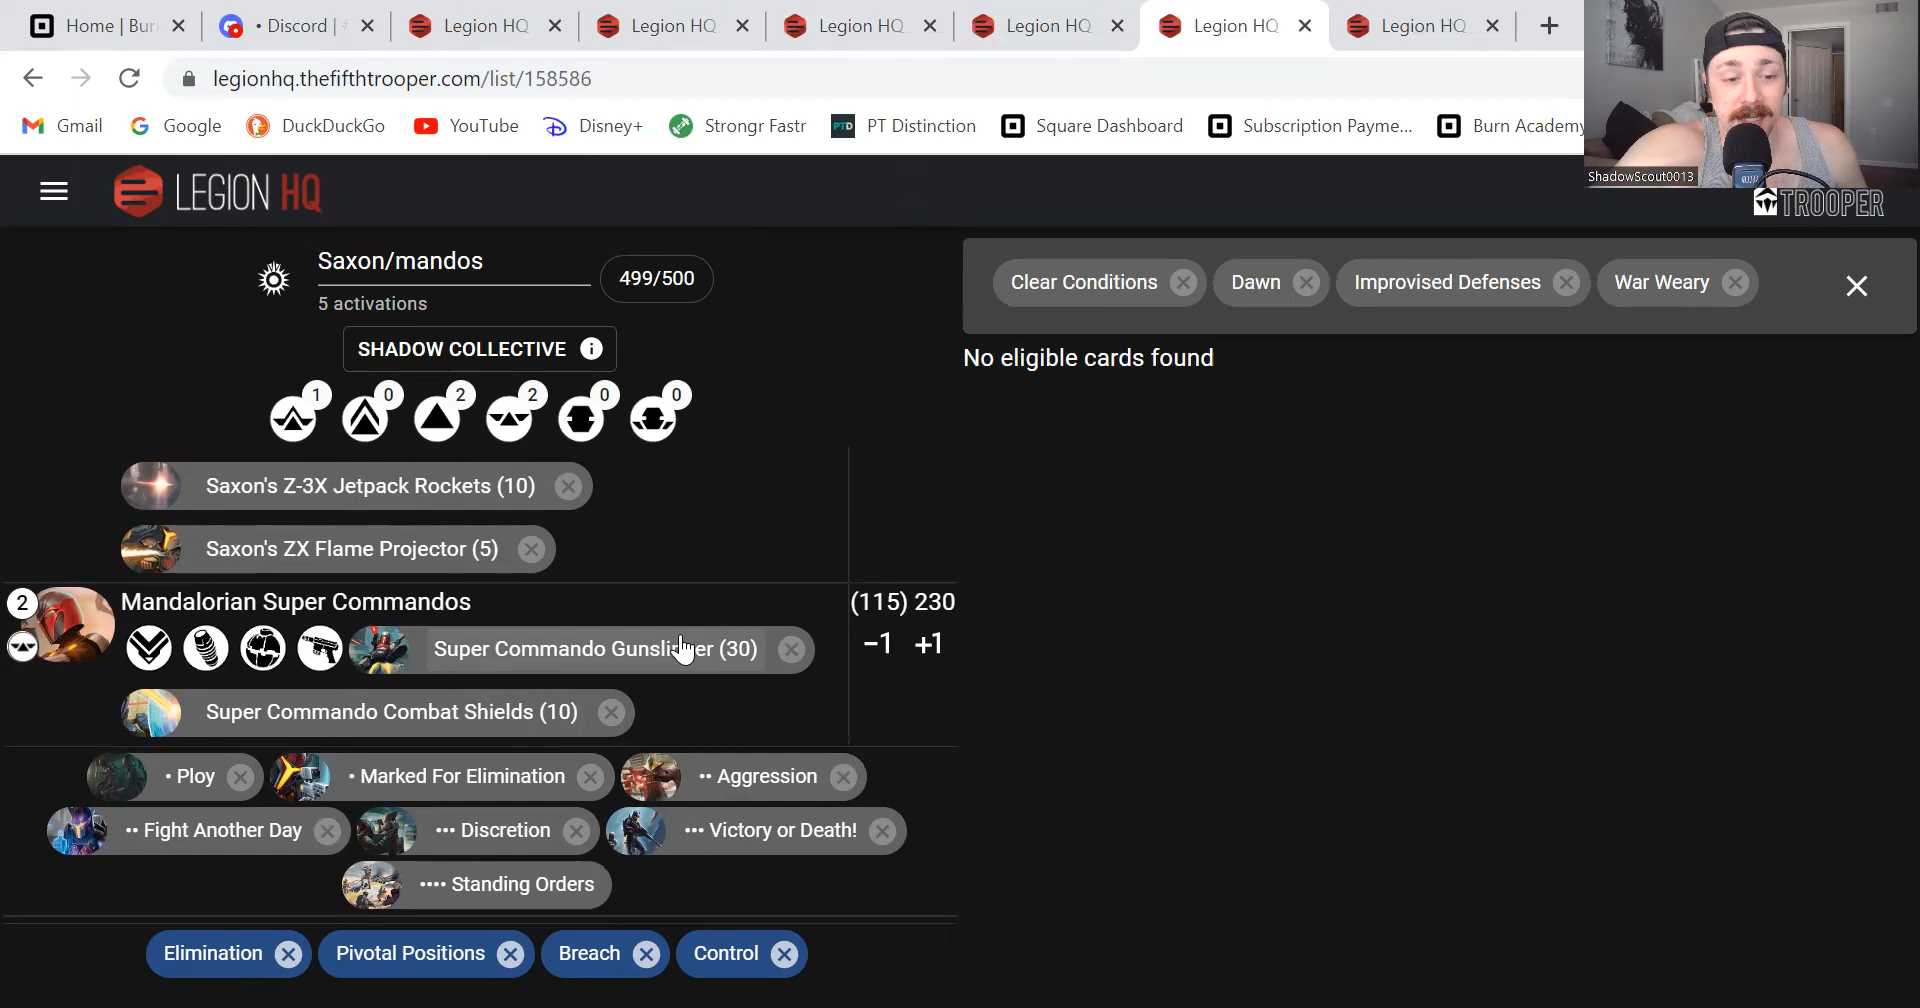 Home | Bur
• Discord |
Legion HQ
Legion HQ
Legion HQ
Legion HQ
Legion HQ
Legion HQ
legionhq.thefifthtrooper.com/list/158586
Gmail
Google
DuckDuckGo
YouTube
Disney+
Strongr Fastr
PTD
PT Distinction
Square Dashboard
Subscription Payme...
Burn Academy
ShadowScout0013
LEGION HQ
TROOPER
Saxon/mandos
499/500
5 activations
SHADOW COLLECTIVE
1
0
2
2
0
0
Clear Conditions
Dawn
Improvised Defenses
War Weary
No eligible cards found
Saxon's Z-3X Jetpack Rockets (10)
Saxon's ZX Flame Projector (5)
2
Mandalorian Super Commandos
(115) 230
Super Commando Gunslinger (30)
−1 +1
Super Commando Combat Shields (10)
• Ploy
• Marked For Elimination
•• Aggression
•• Fight Another Day
••• Discretion
••• Victory or Death!
•••• Standing Orders
Elimination
Pivotal Positions
Breach
Control